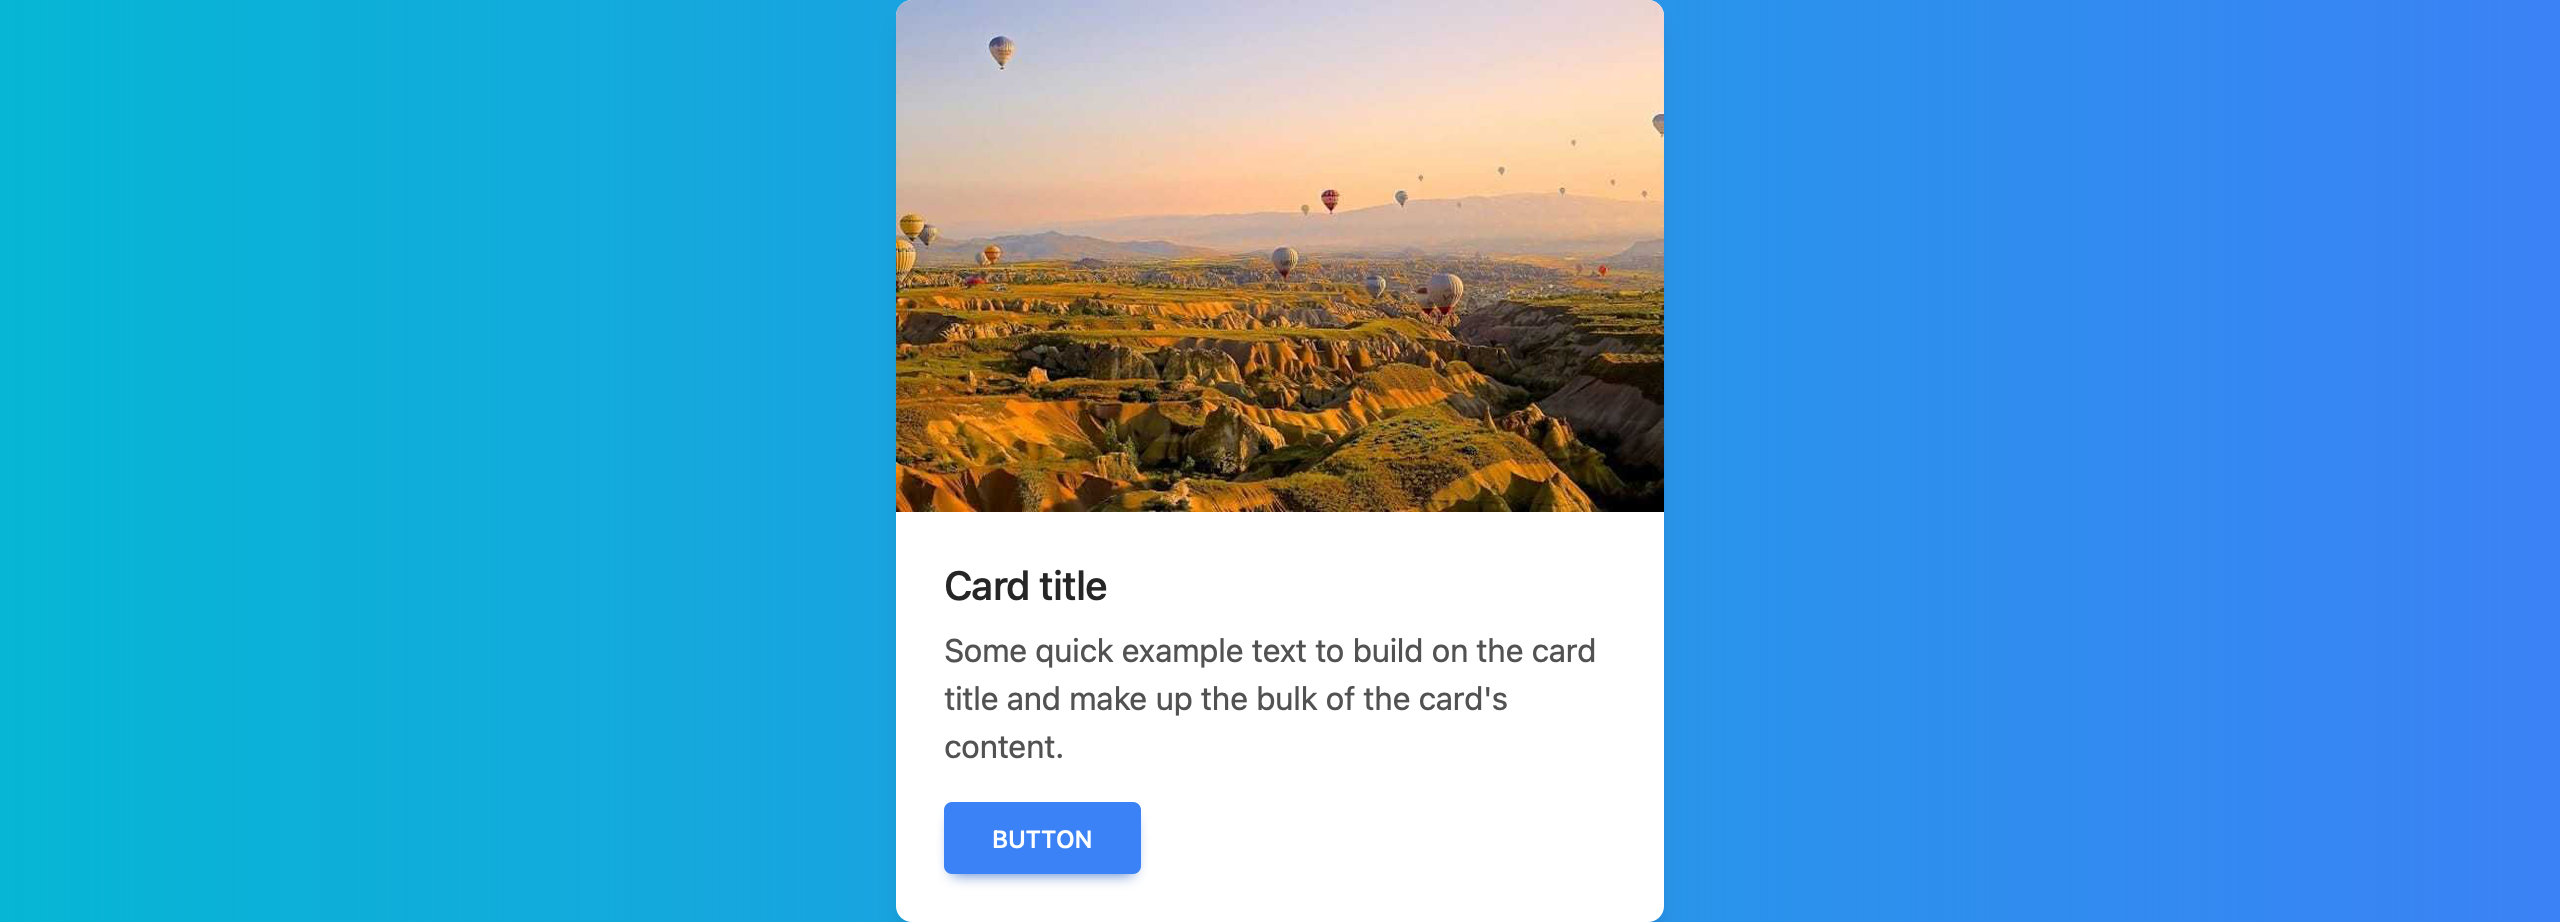 Card title
Some quick example text to build on the card
title and make up the bulk of the card's
content.
BUTTON